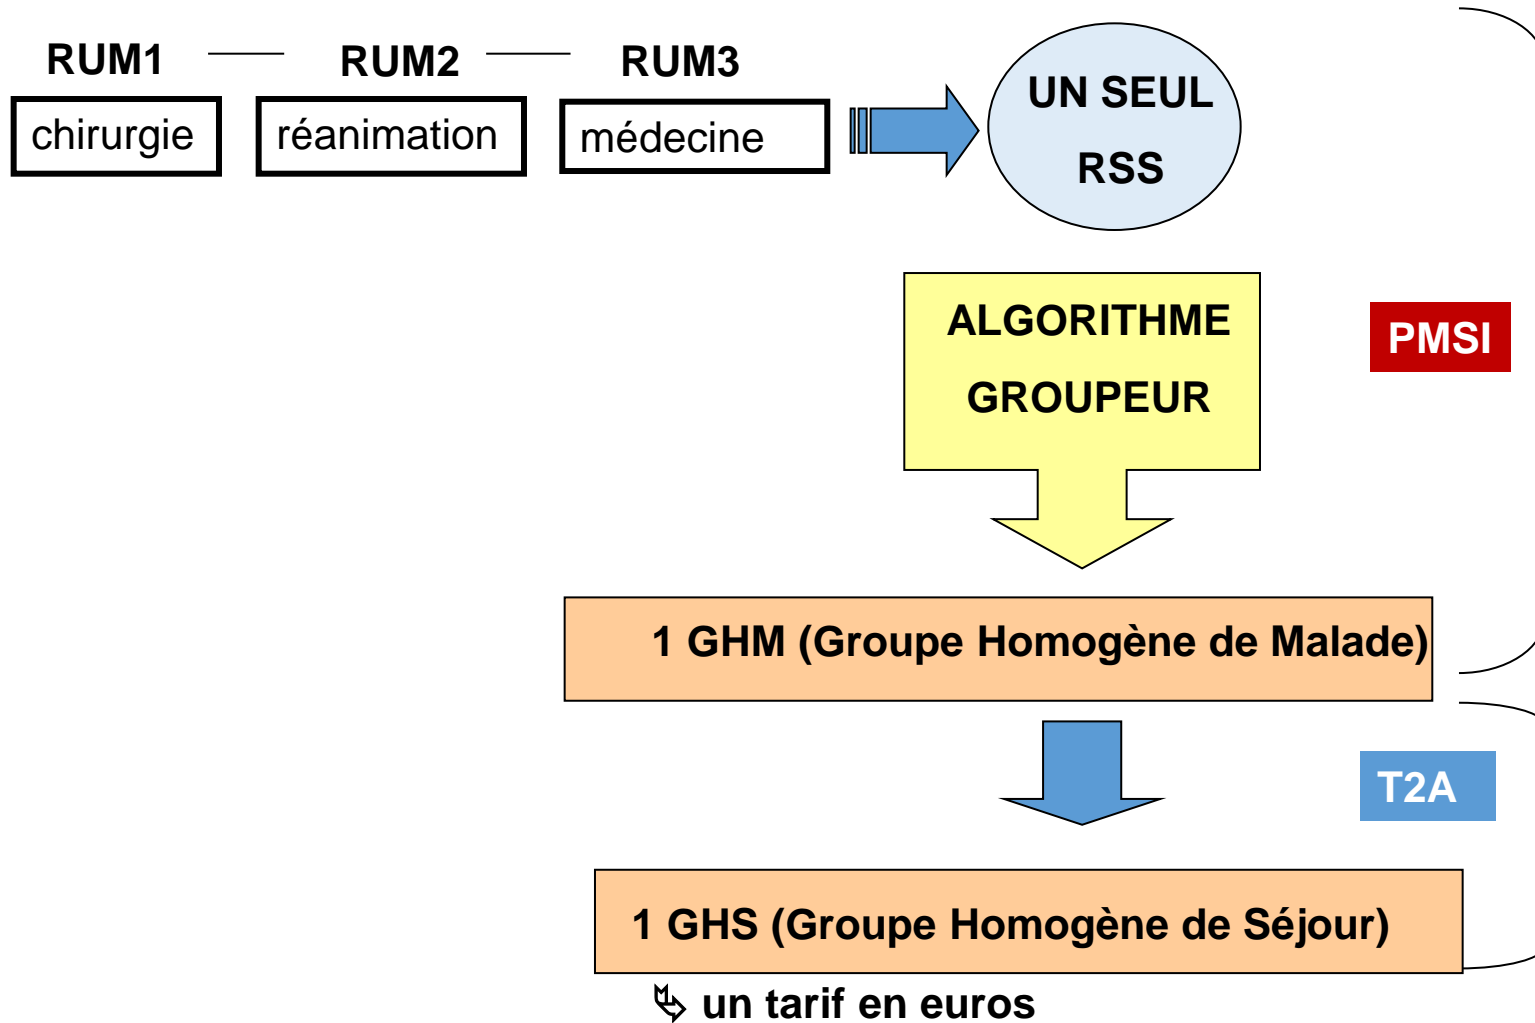 RUM1 RUM2 RUM3
chirurgie réanimation médecine
UN SEUL
RSS
ALGORITHME
GROUPEUR
PMSI
1 GHM (Groupe Homogène de Malade)
T2A
1 GHS (Groupe Homogène de Séjour)
un tarif en euros